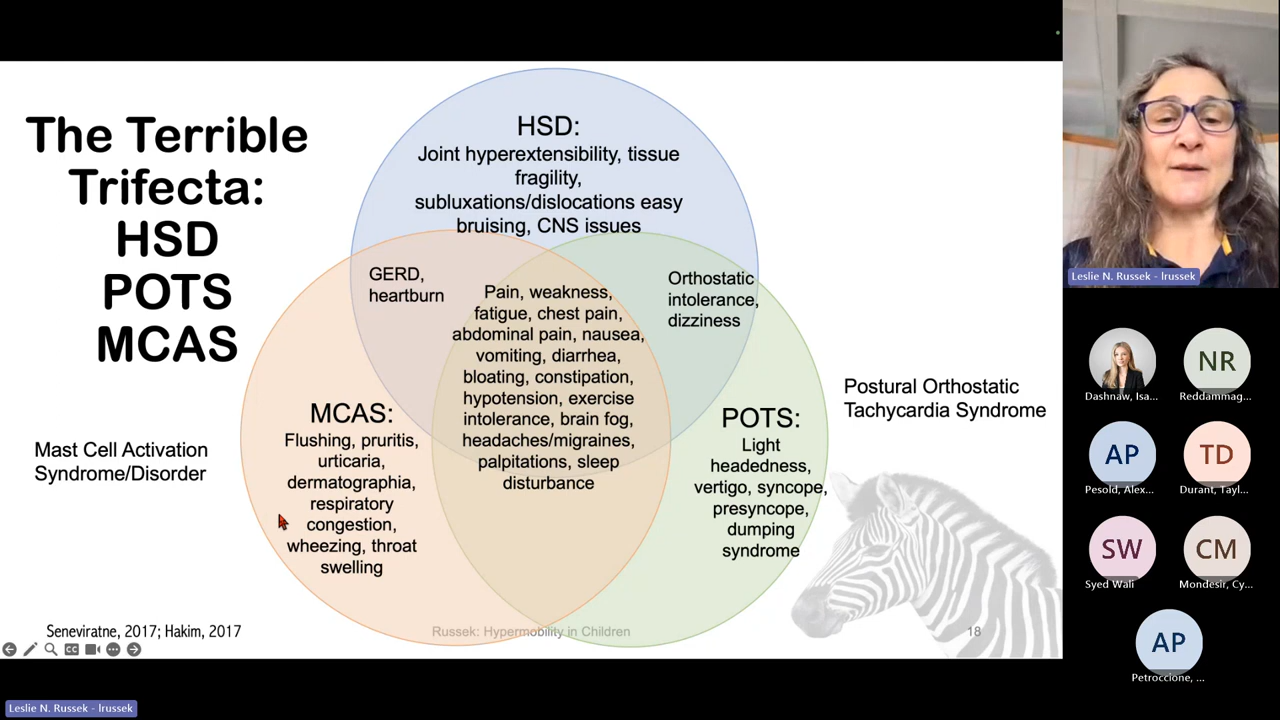 The Terrible
Trifecta:
HSD
POTS
MCAS
HSD:
Joint hyperextensibility, tissue
fragility,
subluxations/dislocations easy
bruising, CNS issues
GERD,
heartburn
Pain, weakness,
fatigue, chest pain,
abdominal pain, nausea,
vomiting, diarrhea,
bloating, constipation,
hypotension, exercise
intolerance, brain fog,
headaches/migraines,
palpitations, sleep
disturbance
Orthostatic
intolerance,
dizziness
MCAS:
Flushing, pruritis,
urticaria,
dermatographia,
respiratory
congestion,
wheezing, throat
swelling
POTS:
Light
headedness,
vertigo, syncope,
presyncope,
dumping
syndrome
Postural Orthostatic
Tachycardia Syndrome
Mast Cell Activation
Syndrome/Disorder
Seneviratne, 2017; Hakim, 2017
Russek: Hypermobility in Children
18
CC
Leslie N. Russek - lrussek
Leslie N. Russek - lrussek
Dashnaw, Isa...
NR
Reddammag...
AP
Pesold, Alex...
TD
Durant, Tayl...
SW
Syed Wali
CM
Mondesir, Cy...
AP
Petroccione, ...